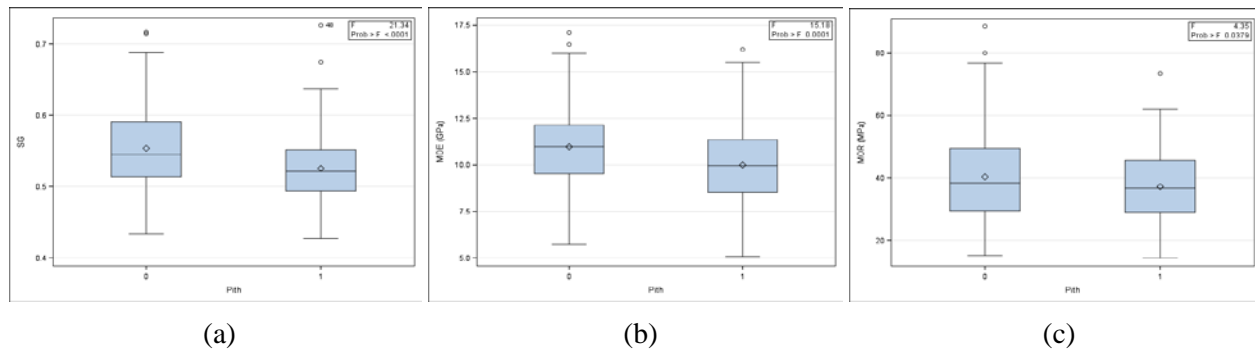 F 21.34
Prob > F <.0001
48
0.7
0.6
0.5
0.4
SG
0 1
Pith
(a)
F 15.18
Prob > F 0.0001
17.5
15.0
12.5
10.0
7.5
5.0
MOE (GPa)
0 1
Pith
(b)
F 4.35
Prob > F 0.0379
80
60
40
20
MOR (MPa)
0 1
Pith
(c)